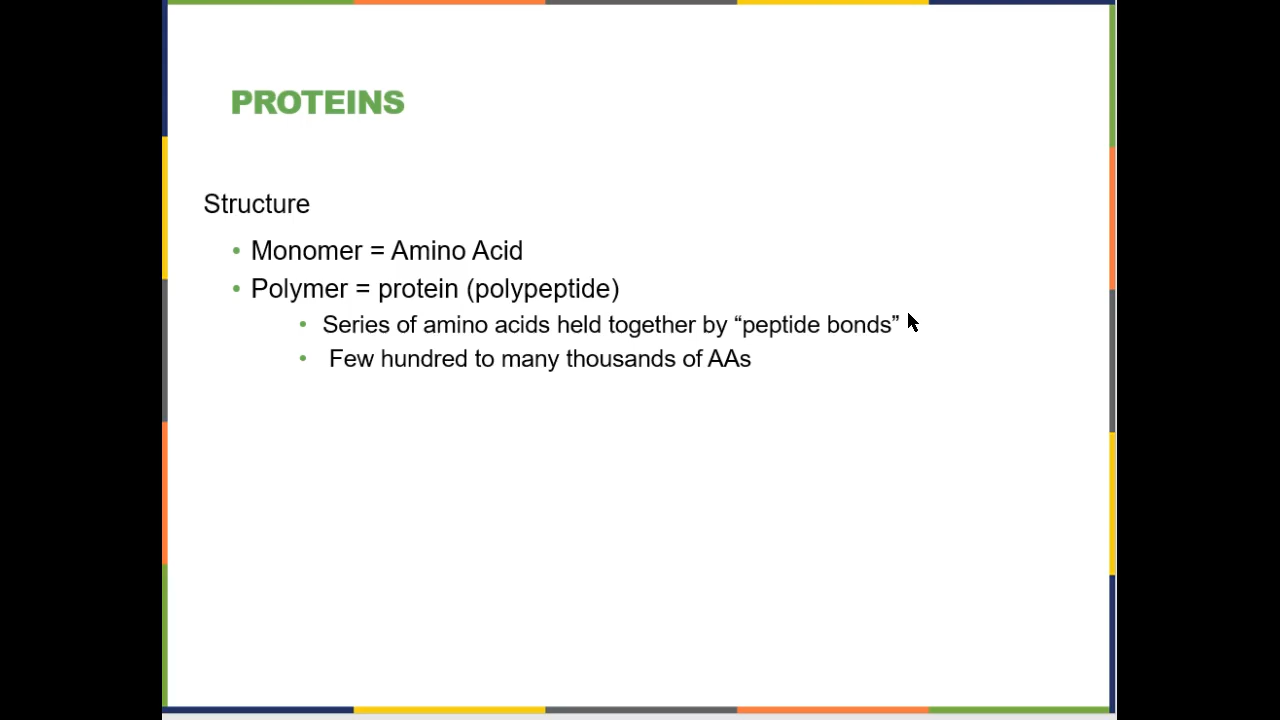 PROTEINS
Structure
• Monomer = Amino Acid
• Polymer = protein (polypeptide)
• Series of amino acids held together by “peptide bonds”
• Few hundred to many thousands of AAs